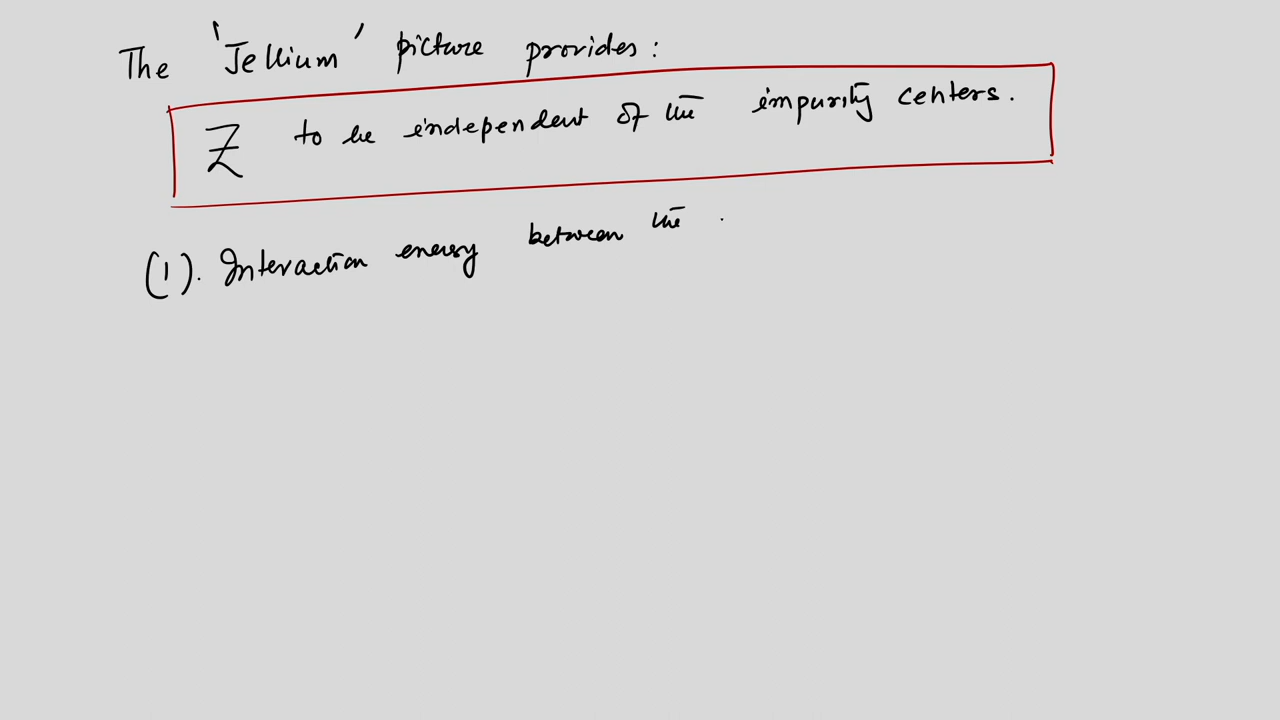 The 'Jellium' picture provides:
Z to be independent of the impurity centers.
(1). Interaction energy between the